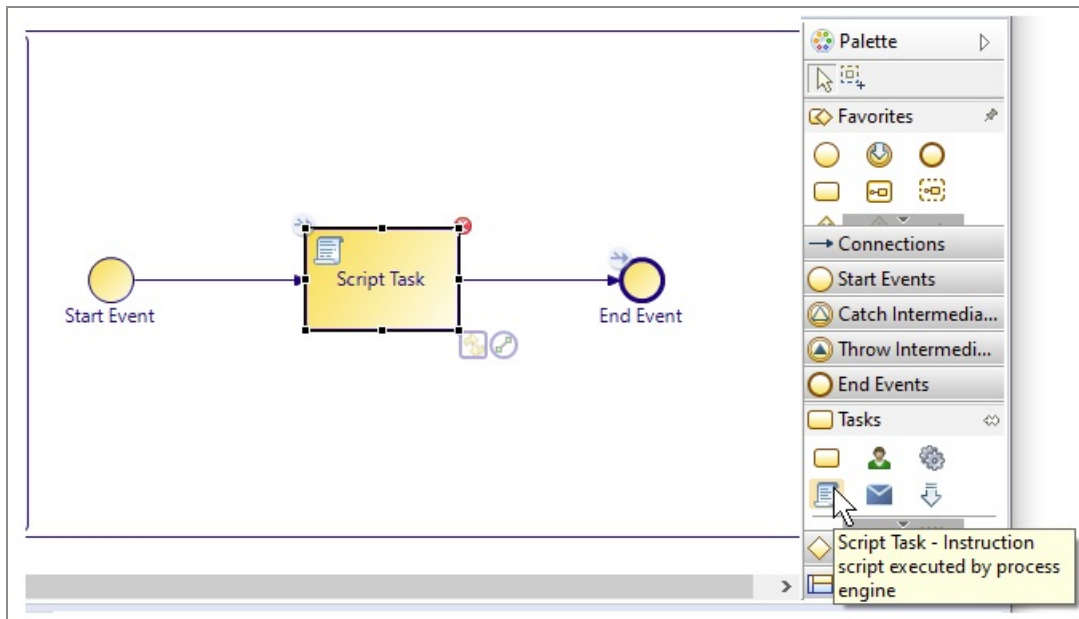 Palette
Favorites
Connections
Start Events
Catch Intermedia...
Throw Intermedi...
End Events
Tasks
Script Task - Instruction
script executed by process
engine
Start Event
Script Task
End Event